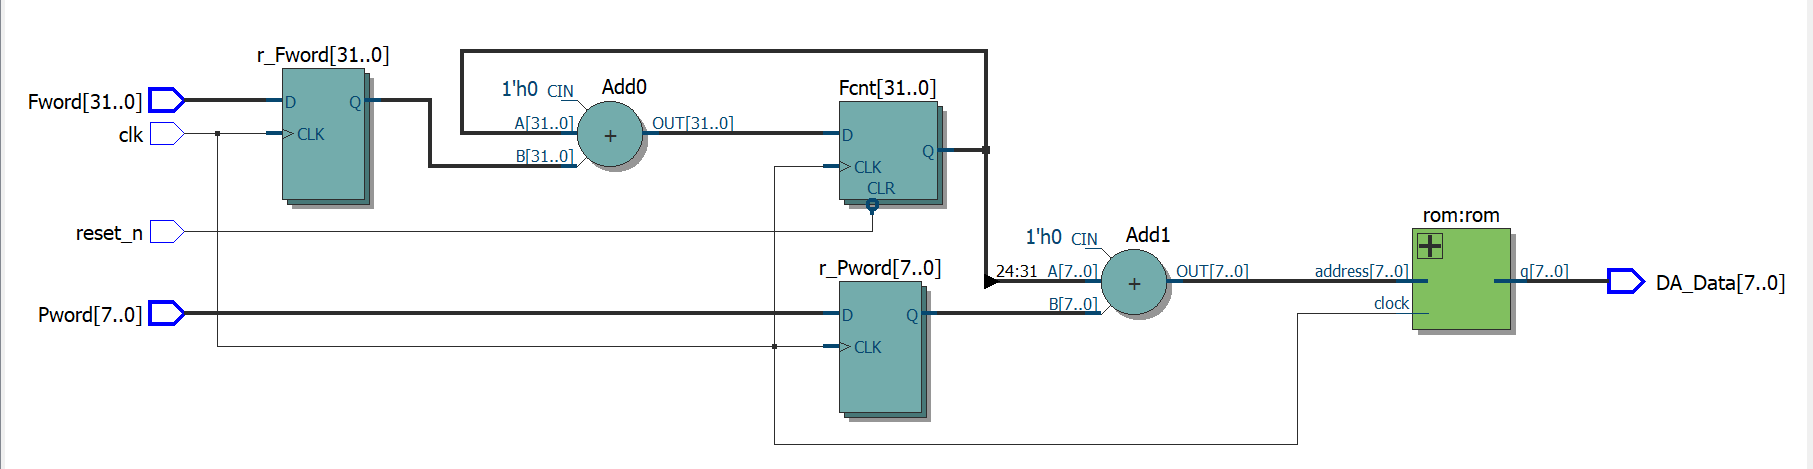 r_Fword[31..0]
Fword[31..0]
D
Q
clk
CLK
1'h0
CIN
Add0
A[31..0]
B[31..0]
+
OUT[31..0]
Fcnt[31..0]
D
Q
CLK
CLR
reset_n
r_Pword[7..0]
Pword[7..0]
D
Q
CLK
1'h0
CIN
Add1
24:31
A[7..0]
B[7..0]
+
OUT[7..0]
rom:rom
+
address[7..0]
q[7..0]
clock
DA_Data[7..0]